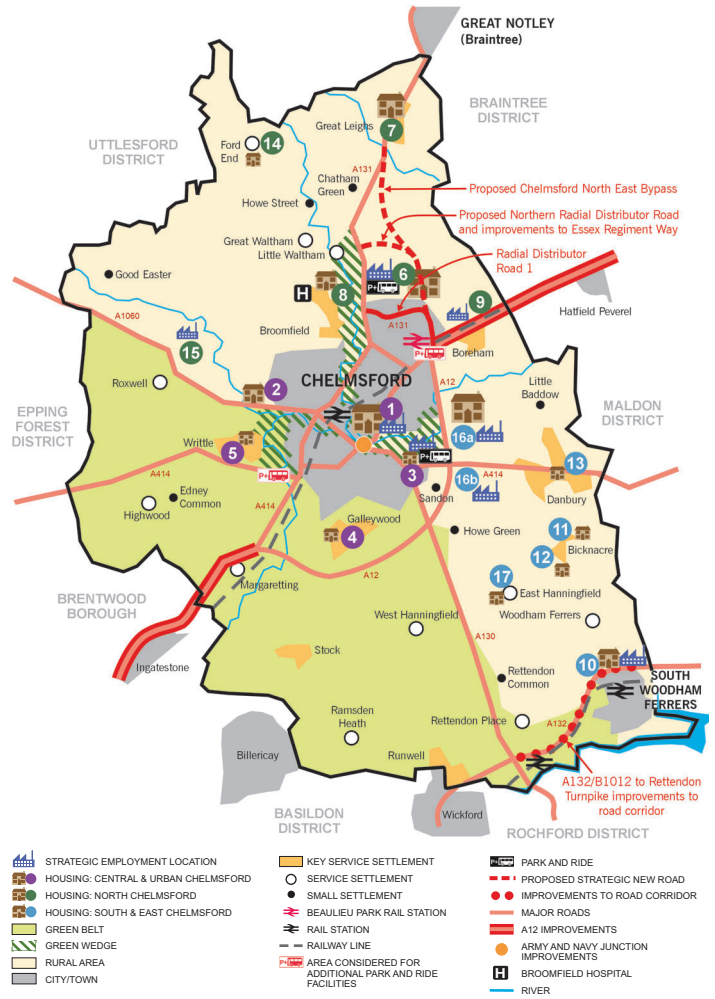 GREAT NOTLEY
(Braintree)
BRAINTREE
DISTRICT
Great Leighs
7
UTTLESFORD
DISTRICT
Ford
End
14
A131
Chatham
Green
Proposed Chelmsford North East Bypass
Howe Street
Proposed Northern Radial Distributor Road
and improvements to Essex Regiment Way
Great Waltham
Little Waltham
Radial Distributor
Road 1
Good Easter
6
P+
H
8
9
Hatfield Peverel
A1060
Broomfield
A131
15
P+
Boreham
Roxwell
2
CHELMSFORD
A12
Little
Baddow
1
EPPING
FOREST
DISTRICT
MALDON
DISTRICT
Writtle
5
16a
P+
3
A414
13
A414
P+
16b
Sandon
Danbury
Edney
Common
A414
Highwood
Galleywood
4
Howe Green
11
Bicknacre
12
A12
17
Margaretting
East Hanningfield
BRENTWOOD
BOROUGH
West Hanningfield
Woodham Ferrers
A130
Stock
10
Ingatestone
Rettendon
Common
SOUTH
WOODHAM
FERRERS
Ramsden
Heath
Rettendon Place
A132
Billericay
Runwell
A132/B1012 to Rettendon
Turnpike improvements to
road corridor
Wickford
BASILDON
DISTRICT
ROCHFORD DISTRICT
STRATEGIC EMPLOYMENT LOCATION
HOUSING: CENTRAL & URBAN CHELMSFORD
HOUSING: NORTH CHELMSFORD
HOUSING: SOUTH & EAST CHELMSFORD
GREEN BELT
GREEN WEDGE
RURAL AREA
CITY/TOWN
KEY SERVICE SETTLEMENT
SERVICE SETTLEMENT
SMALL SETTLEMENT
BEAULIEU PARK RAIL STATION
RAIL STATION
RAILWAY LINE
P+
AREA CONSIDERED FOR
ADDITIONAL PARK AND RIDE
FACILITIES
P+
PARK AND RIDE
PROPOSED STRATEGIC NEW ROAD
IMPROVEMENTS TO ROAD CORRIDOR
MAJOR ROADS
A12 IMPROVEMENTS
ARMY AND NAVY JUNCTION
IMPROVEMENTS
H
BROOMFIELD HOSPITAL
RIVER